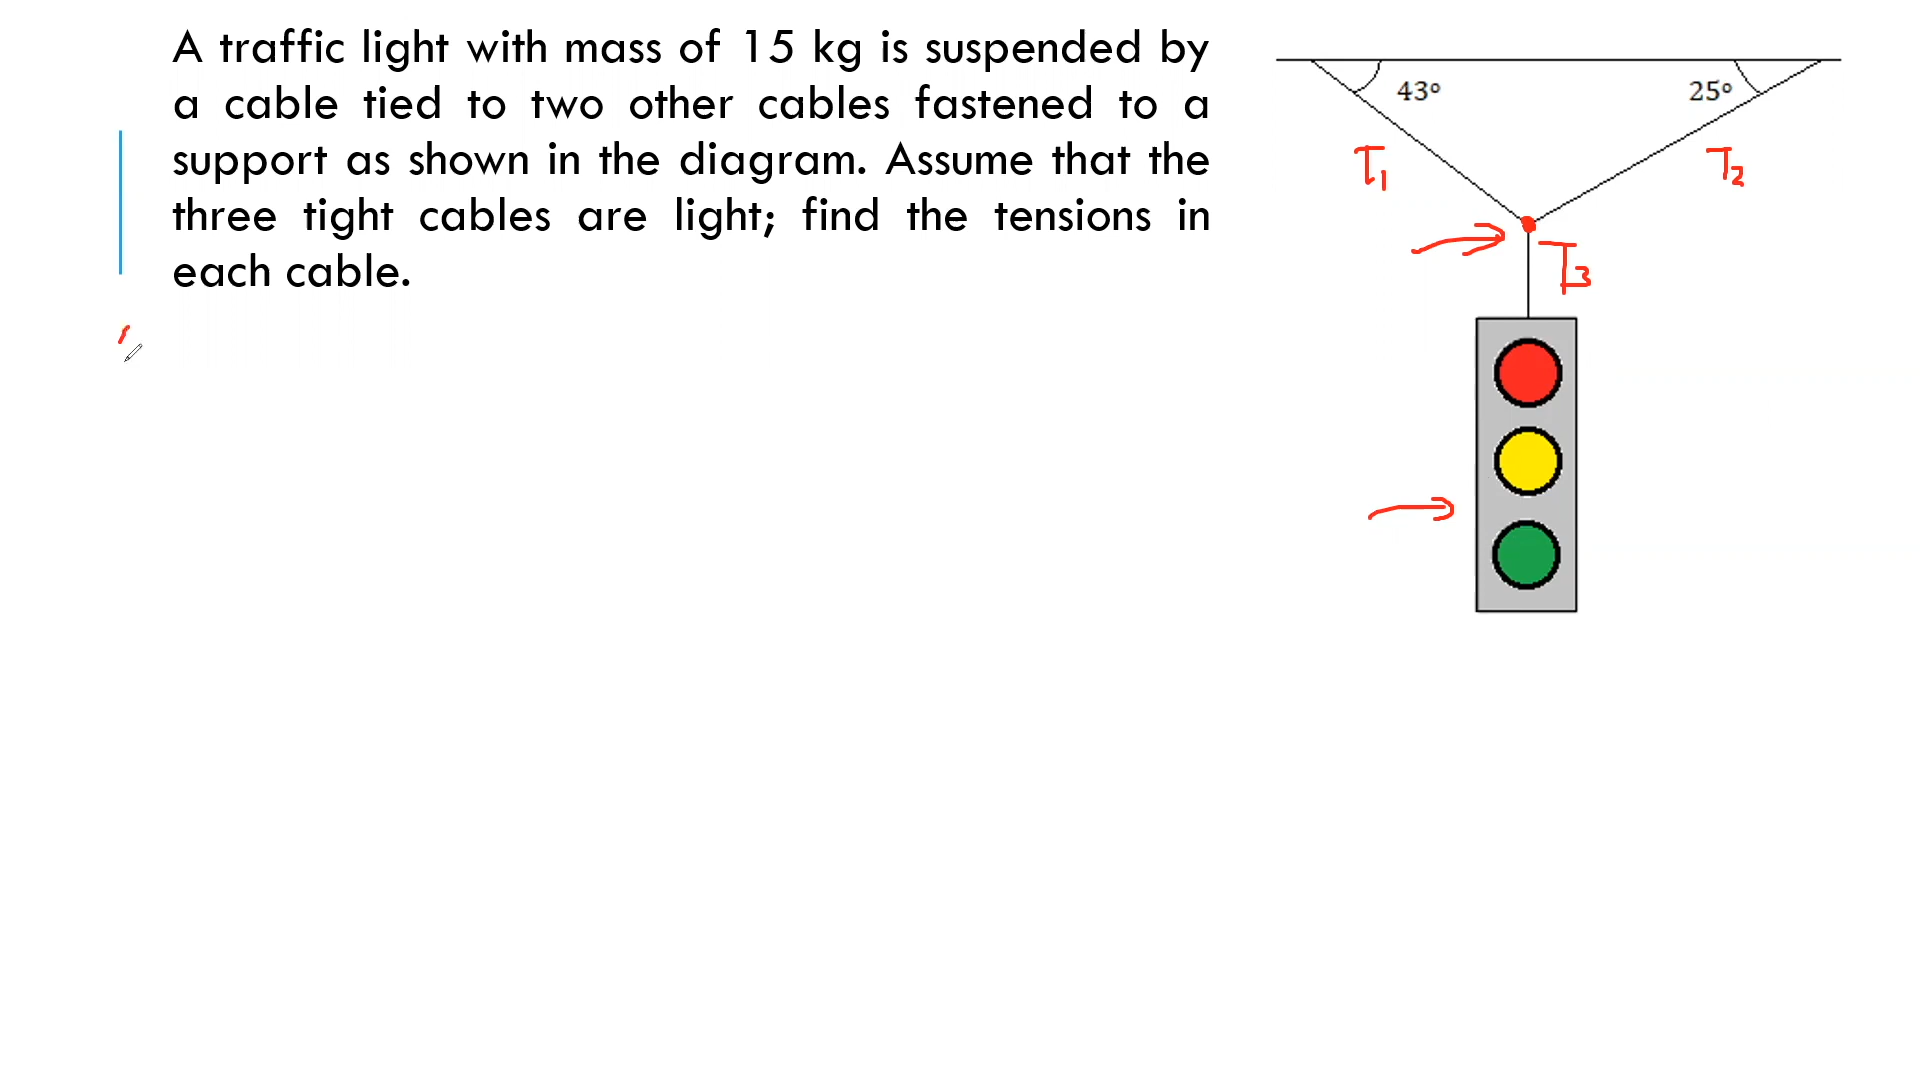 A traffic light with mass of 15 kg is suspended by
a cable tied to two other cables fastened to a
support as shown in the diagram. Assume that the
three tight cables are light; find the tensions in
each cable.
43° 25°
T₁ T₂
T₃